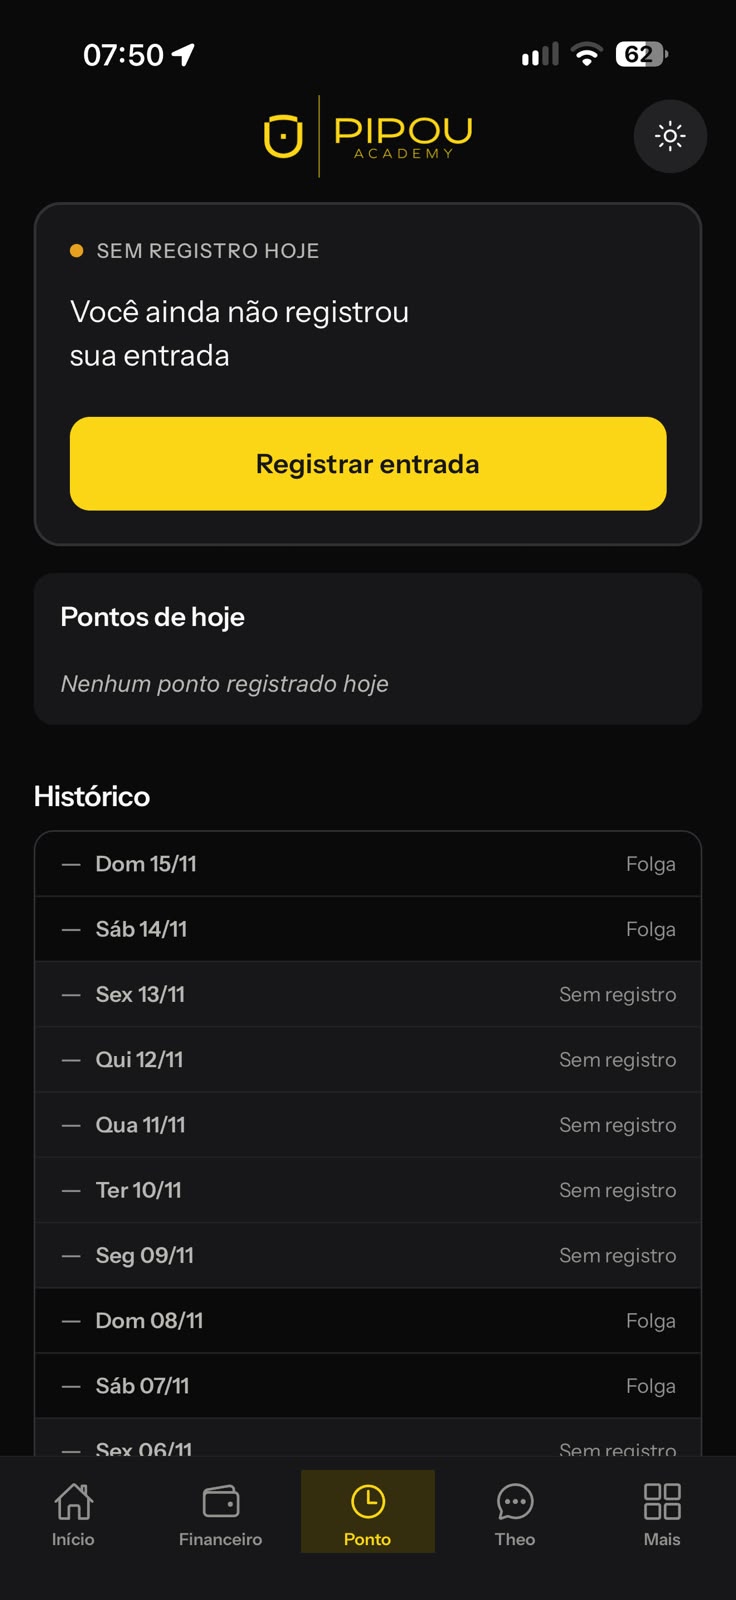 07:50
62
PIPOU
ACADEMY
SEM REGISTRO HOJE
Você ainda não registrou
sua entrada
Registrar entrada
Pontos de hoje
Nenhum ponto registrado hoje
Histórico
— Dom 15/11 Folga
— Sáb 14/11 Folga
— Sex 13/11 Sem registro
— Qui 12/11 Sem registro
— Qua 11/11 Sem registro
— Ter 10/11 Sem registro
— Seg 09/11 Sem registro
— Dom 08/11 Folga
— Sáb 07/11 Folga
— Sex 06/11 Sem registro
Início Financeiro Ponto Theo Mais